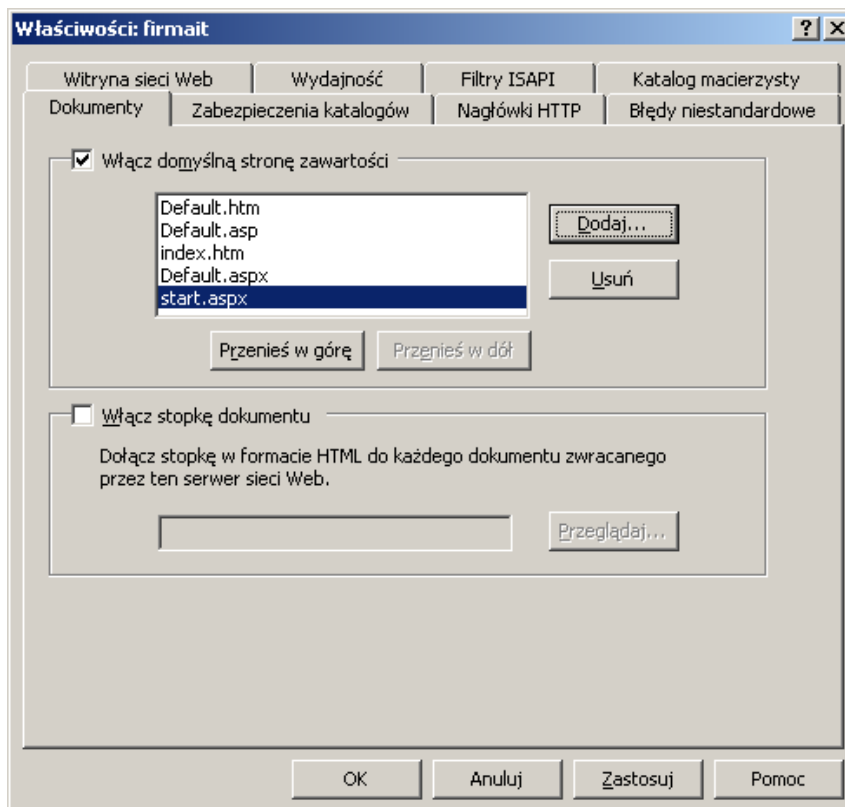 Właściwości: firmait
Witryna sieci Web
Wydajność
Filtry ISAPI
Katalog macierzysty
Dokumenty
Zabezpieczenia katalogów
Nagłówki HTTP
Błędy niestandardowe
Włącz domyślną stronę zawartości
Default.htm
Default.asp
index.htm
Default.aspx
start.aspx
Dodaj...
Usuń
Przenieś w górę
Przenieś w dół
Włącz stopkę dokumentu
Dołącz stopkę w formacie HTML do każdego dokumentu zwracanego
przez ten serwer sieci Web.
Przeglądaj...
OK
Anuluj
Zastosuj
Pomoc